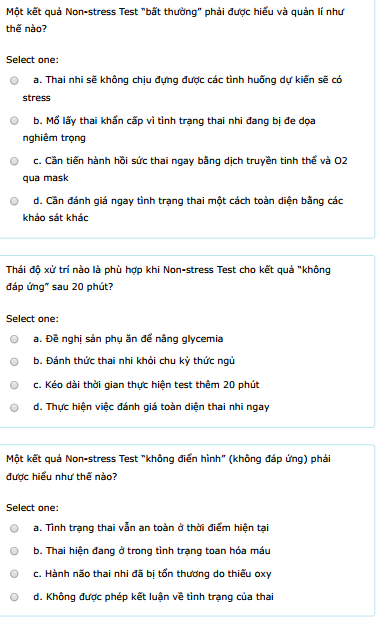 Một kết quả Non-stress Test "bất thường" phải được hiểu và quản lí như
thế nào?
Select one:
a. Thai nhi sẽ không chịu đựng được các tình huống dự kiến sẽ có
stress
b. Mổ lấy thai khẩn cấp vì tình trạng thai nhi đang bị đe dọa
nghiêm trọng
c. Cần tiến hành hồi sức thai ngay bằng dịch truyền tinh thể và O2
qua mask
d. Cần đánh giá ngay tình trạng thai một cách toàn diện bằng các
khảo sát khác
Thái độ xử trí nào là phù hợp khi Non-stress Test cho kết quả "không
đáp ứng" sau 20 phút?
Select one:
a. Đề nghị sản phụ ăn để nâng glycemia
b. Đánh thức thai nhi khỏi chu kỳ thức ngủ
c. Kéo dài thời gian thực hiện test thêm 20 phút
d. Thực hiện việc đánh giá toàn diện thai nhi ngay
Một kết quả Non-stress Test "không điển hình" (không đáp ứng) phải
được hiểu như thế nào?
Select one:
a. Tình trạng thai vẫn an toàn ở thời điểm hiện tại
b. Thai hiện đang ở trong tình trạng toan hóa máu
c. Hành não thai nhi đã bị tổn thương do thiếu oxy
d. Không được phép kết luận về tình trạng của thai